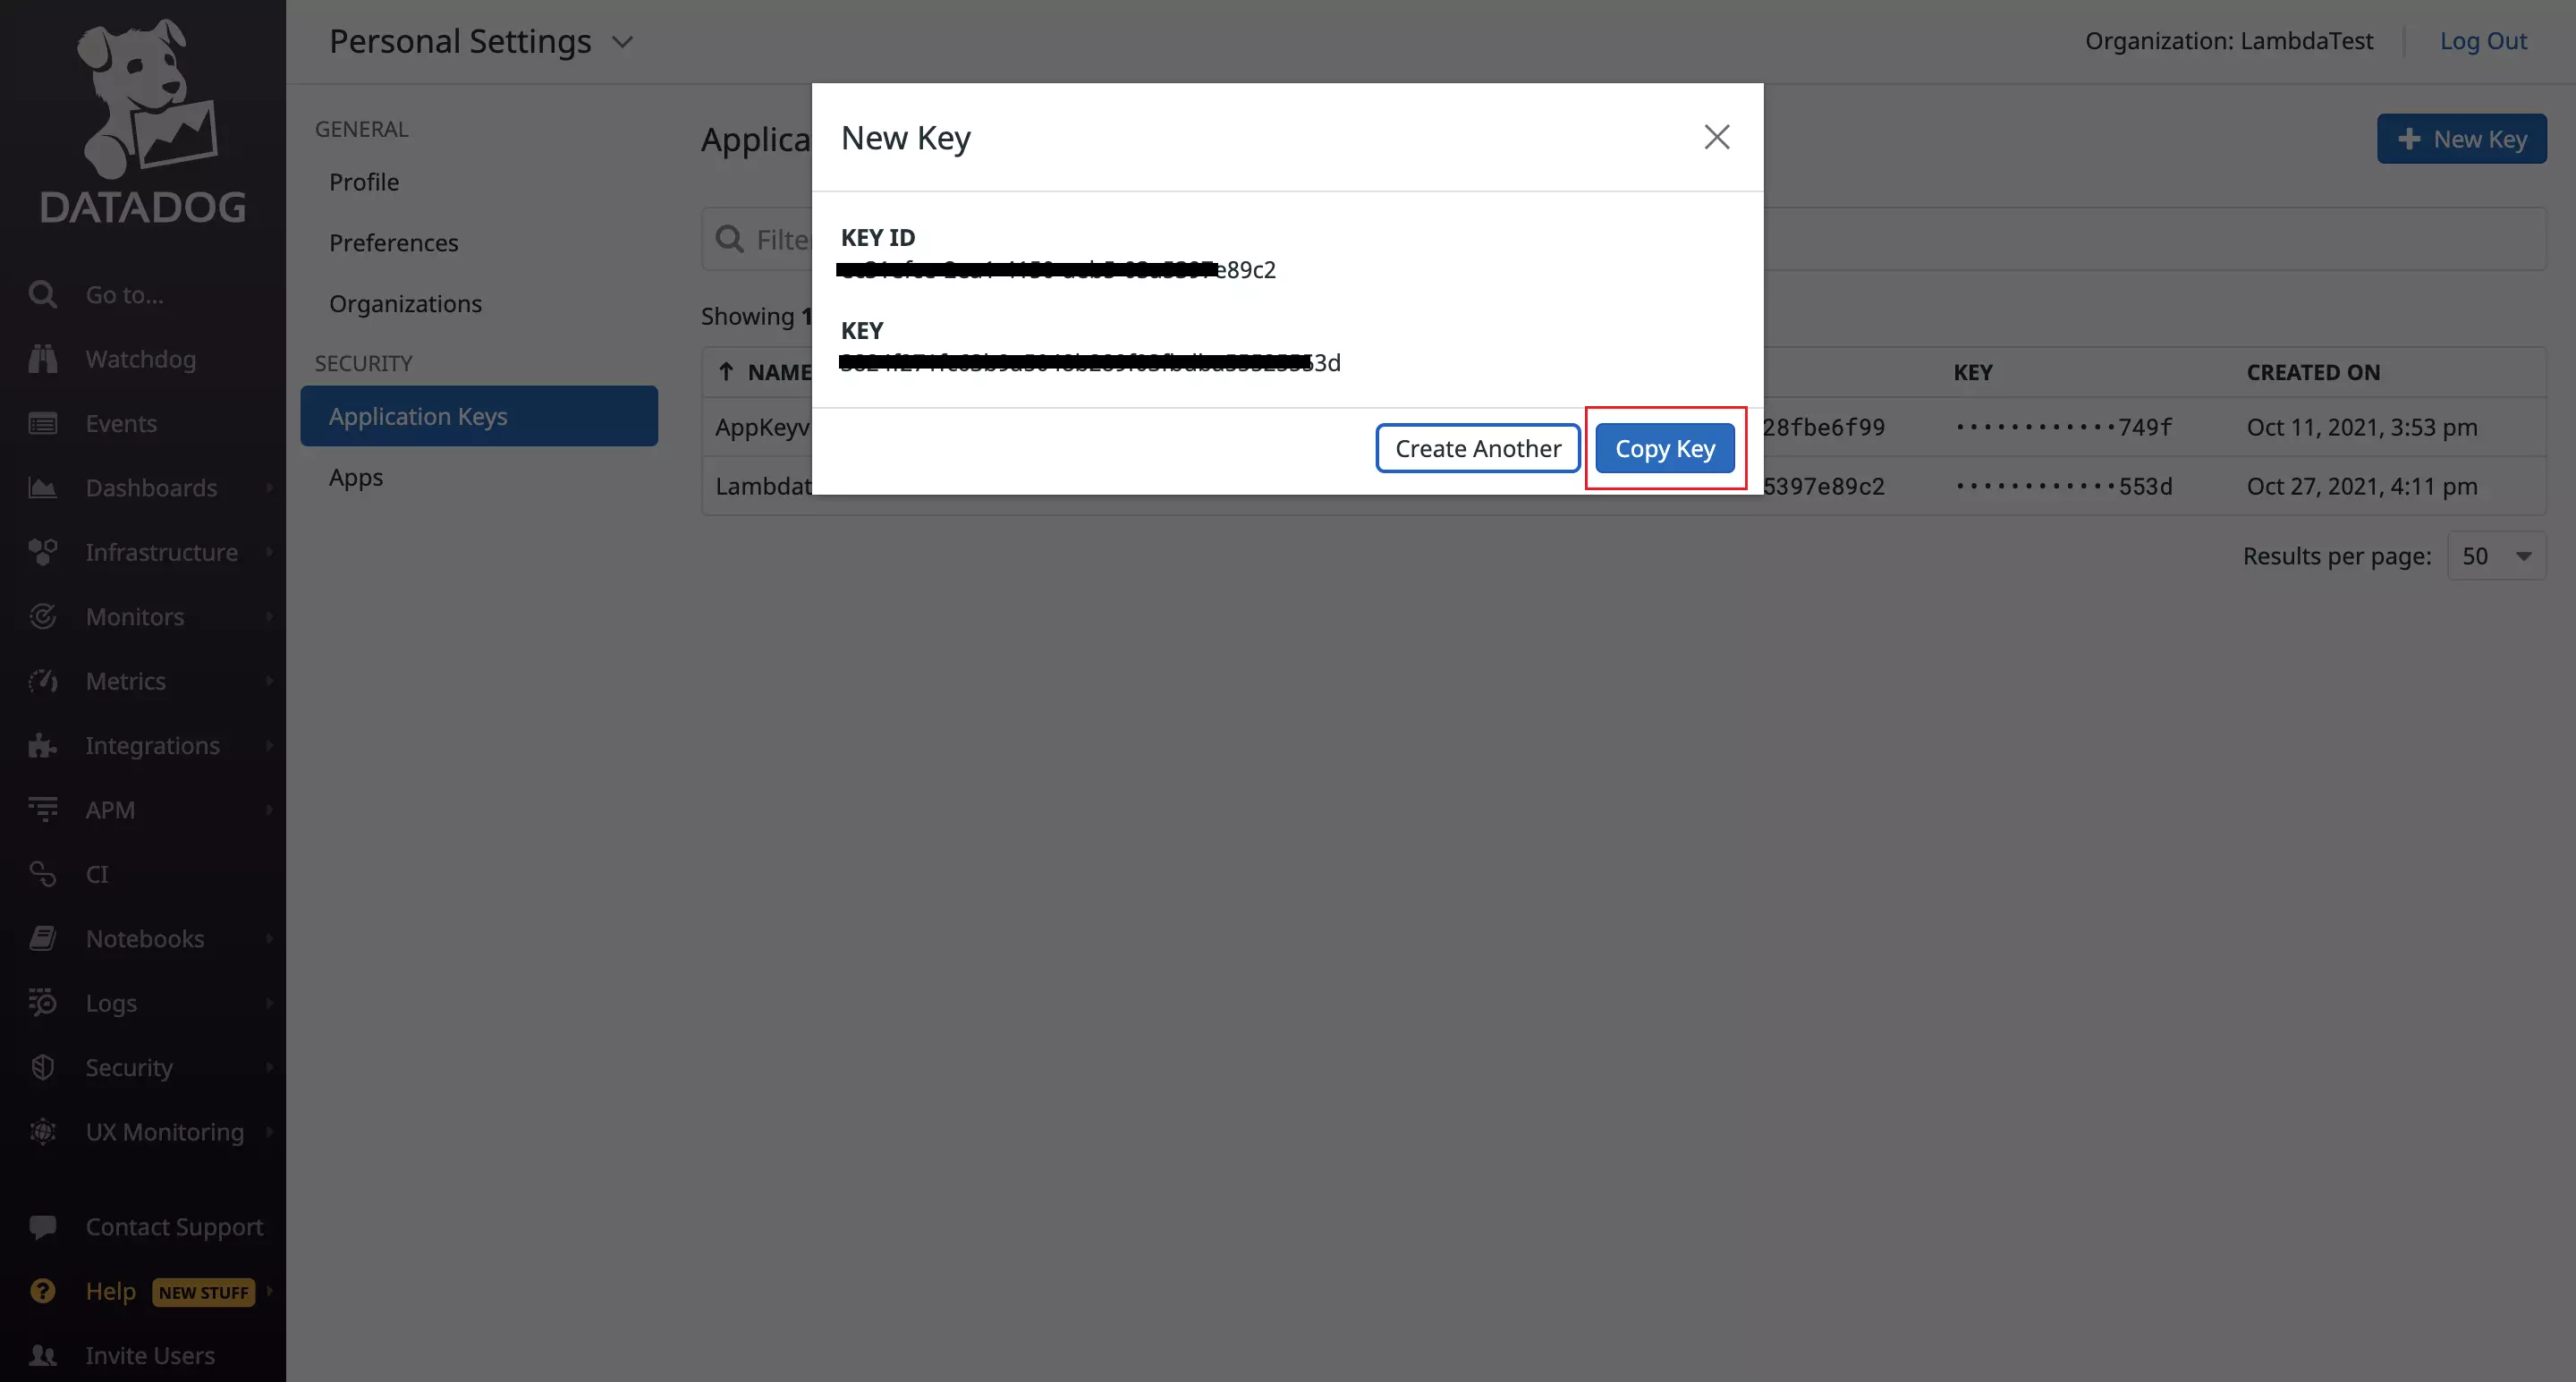 DATADOG
Go to...
Watchdog
Events
Dashboards
Infrastructure
Monitors
Metrics
Integrations
APM
CI
Notebooks
Logs
Security
UX Monitoring
Contact Support
Help NEW STUFF
Invite Users
Personal Settings
Organization: LambdaTest
Log Out
GENERAL
Profile
Preferences
Organizations
SECURITY
Application Keys
Apps
Applica
New Key
Filte
Showing 1
NAME KEY CREATED ON
AppKeyv 28fbe6f99 ············749f Oct 11, 2021, 3:53 pm
Lambdat 5397e89c2 ············553d Oct 27, 2021, 4:11 pm
Results per page: 50
New Key
KEY ID
e89c2
KEY
53d
Create Another
Copy Key